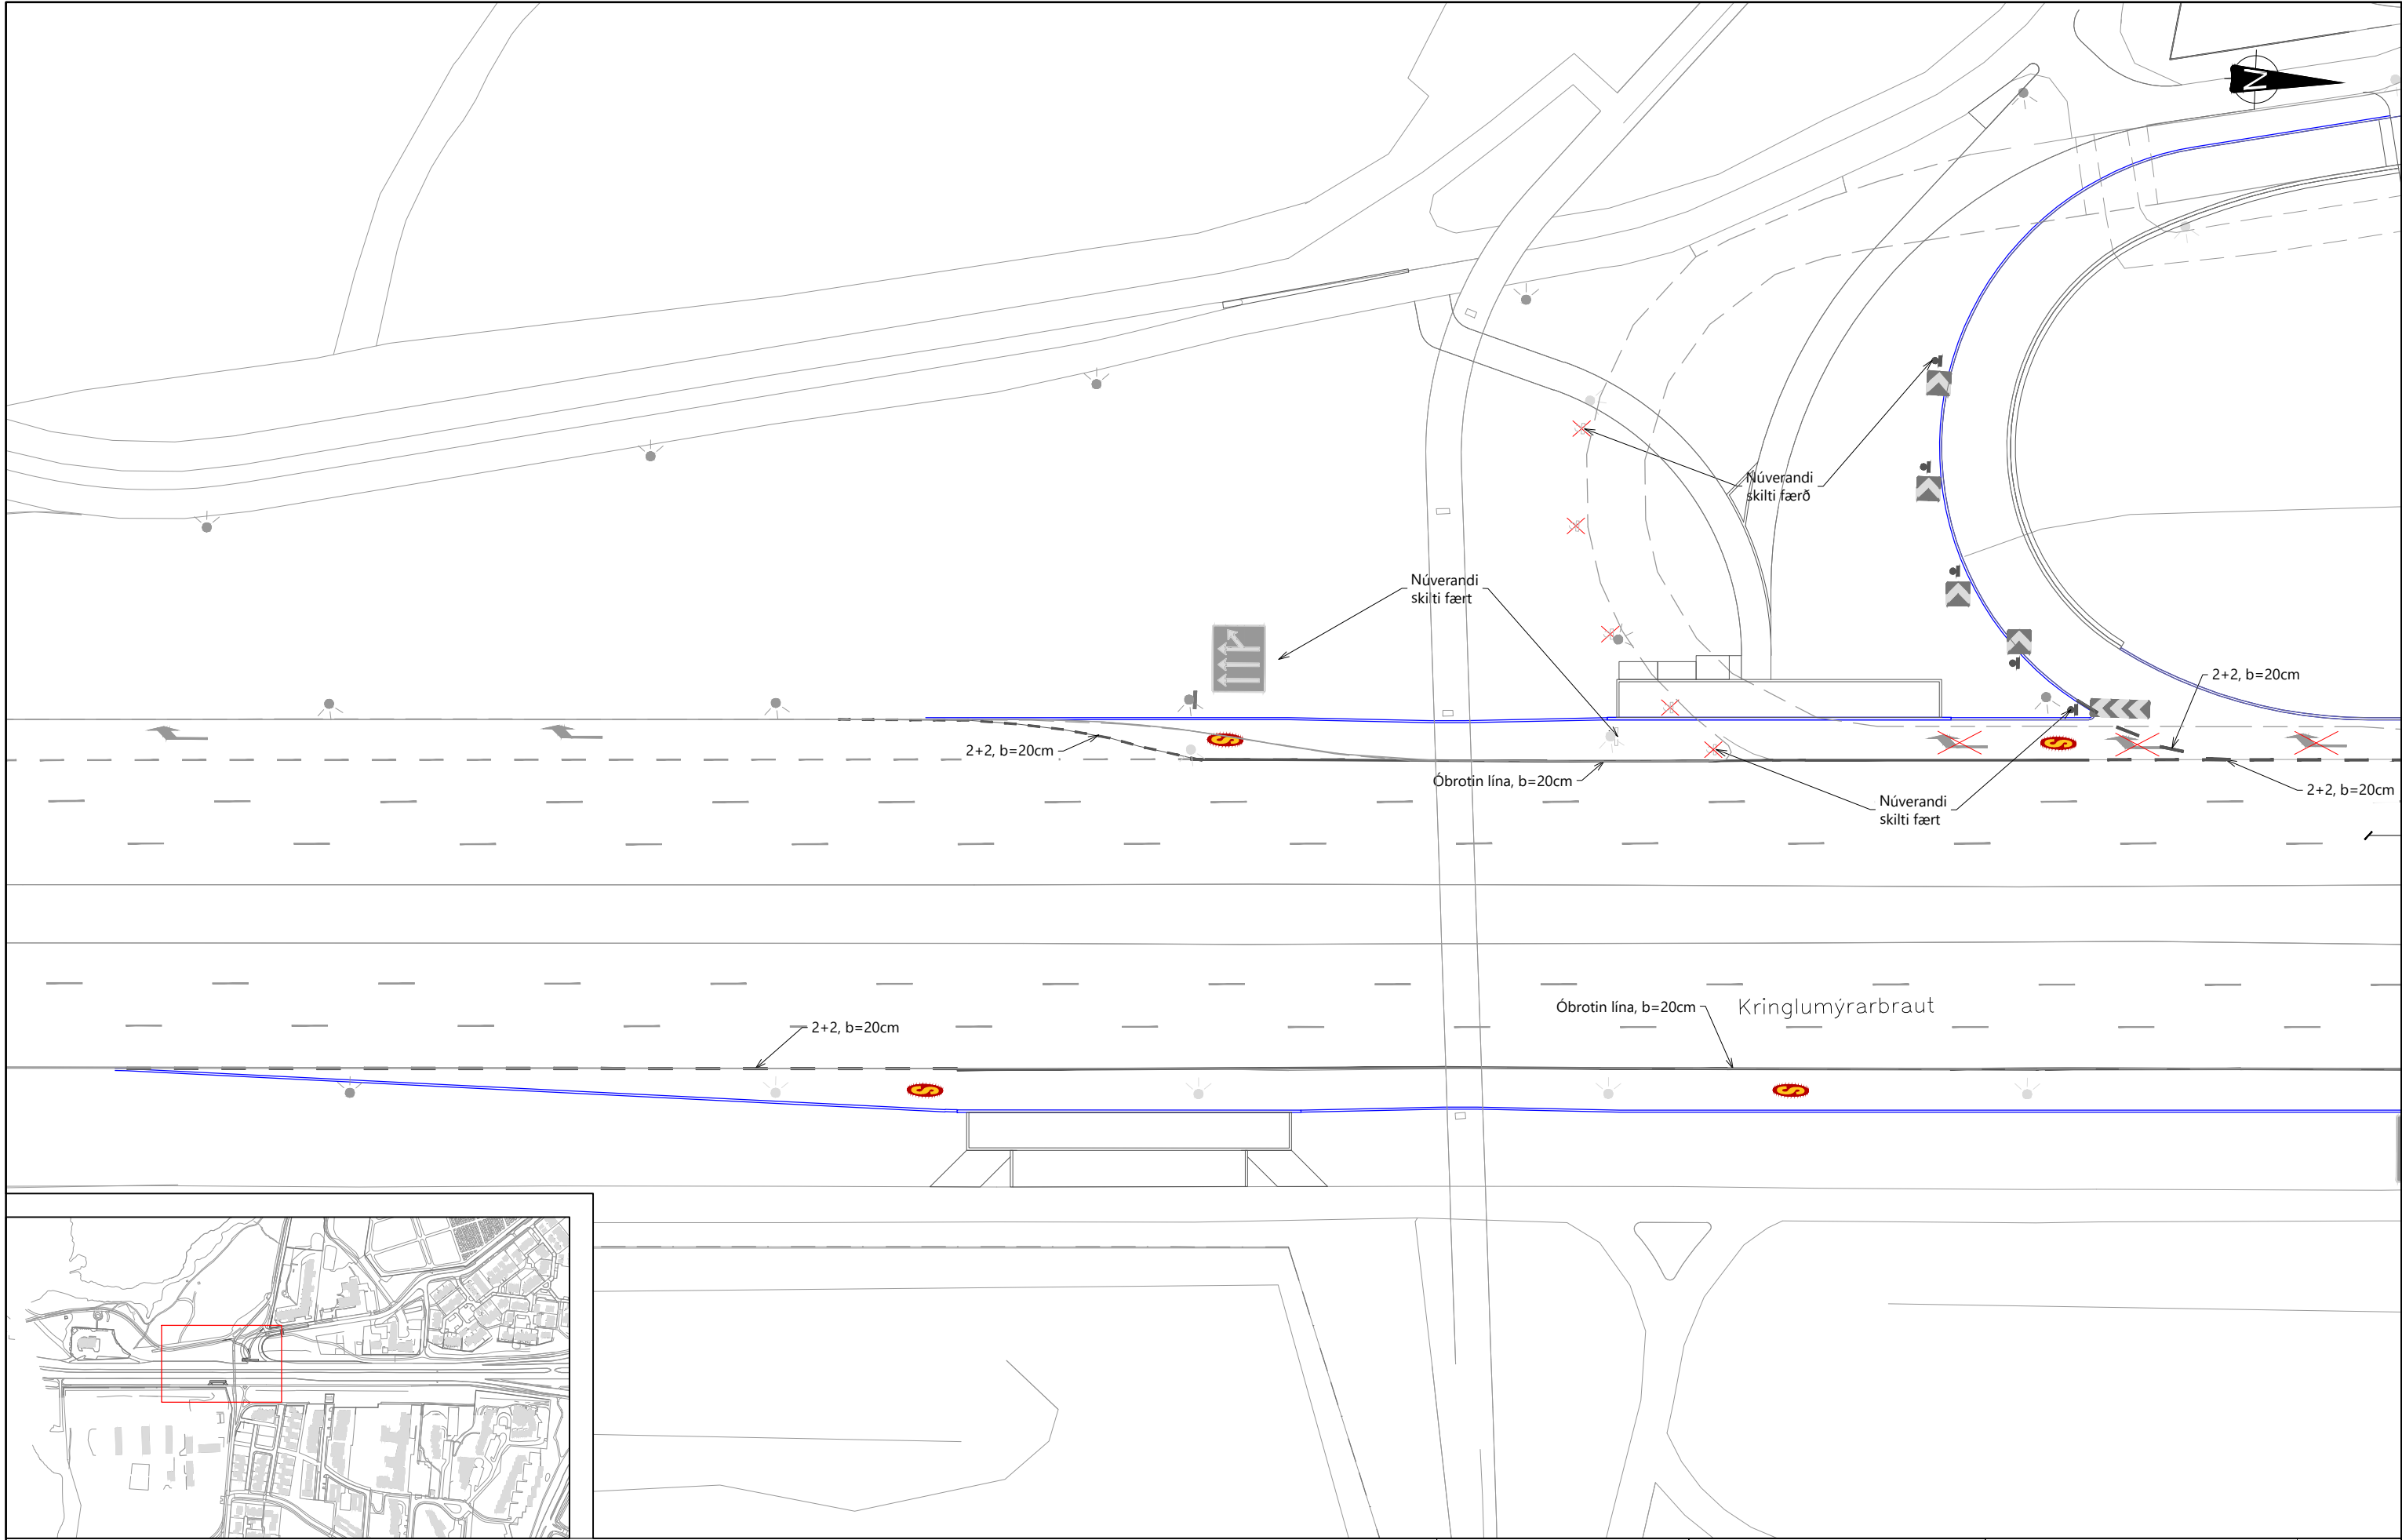 N
Núverandi
skilti færð
Núverandi
skilti fært
2+2, b=20cm
S
S
2+2, b=20cm
Óbrotin lína, b=20cm
2+2, b=20cm
Núverandi
skilti fært
Óbrotin lína, b=20cm
Kringlumýrarbraut
2+2, b=20cm
S
S